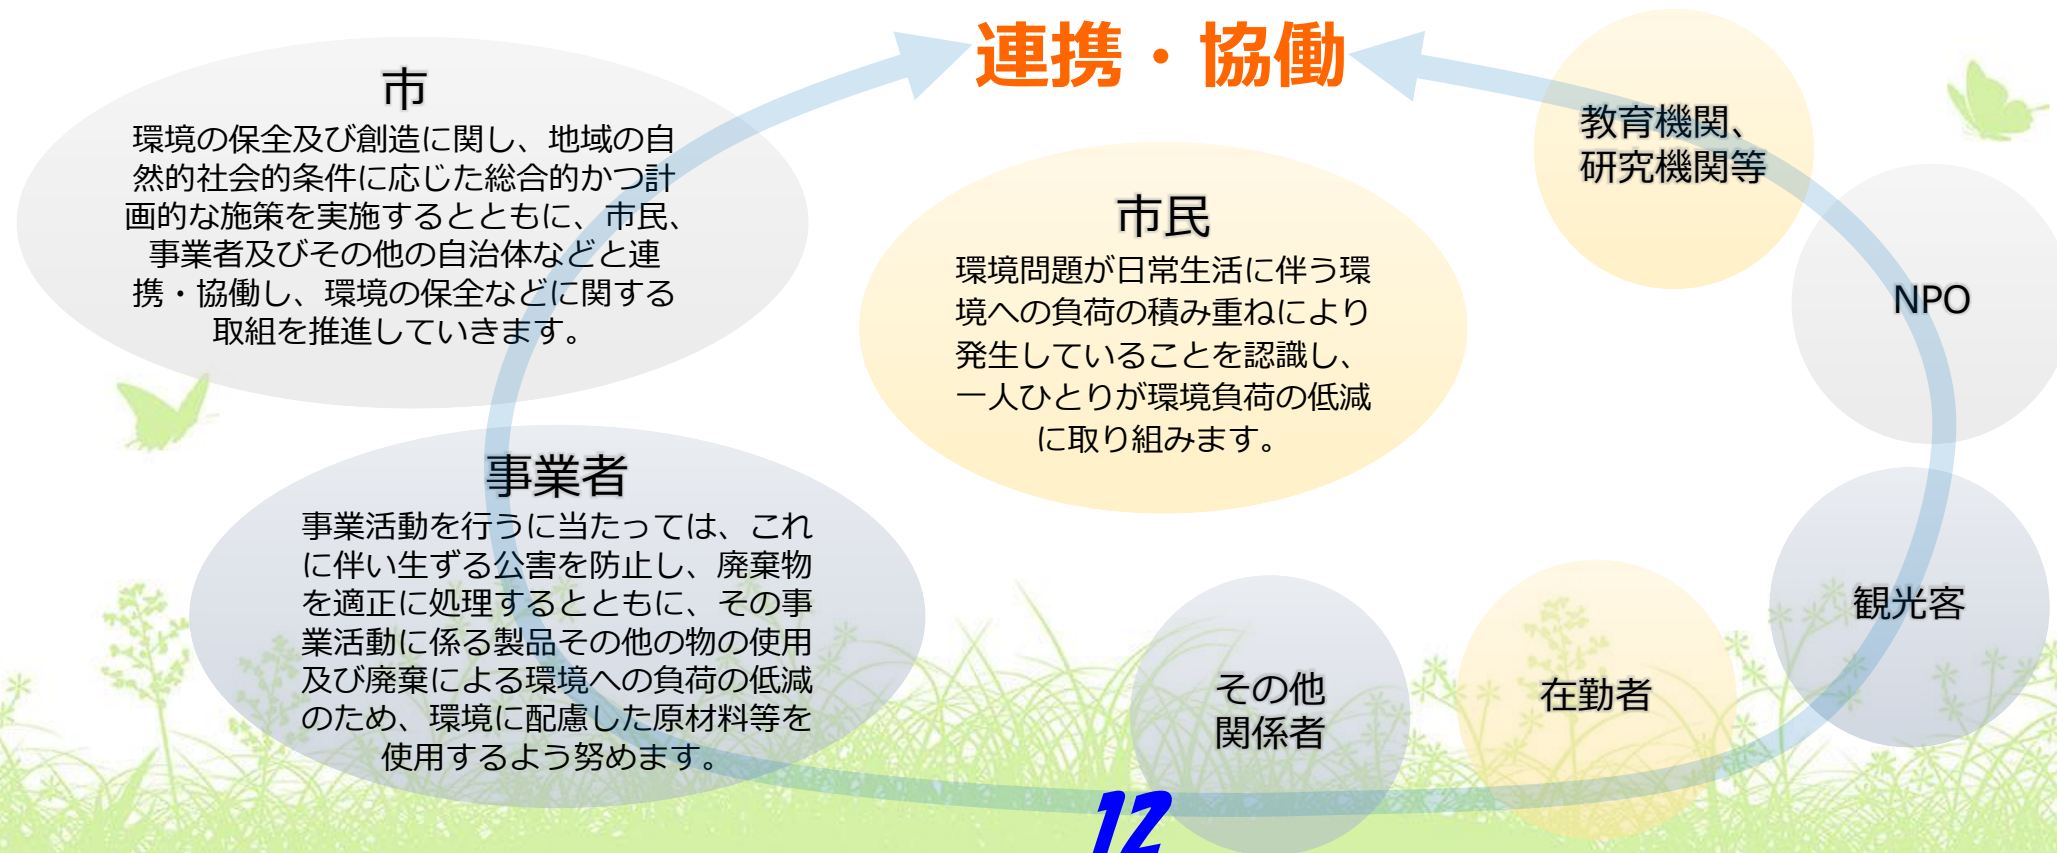 連携・協働
市
環境の保全及び創造に関し、地域の自
然的社会的条件に応じた総合的かつ計
画的な施策を実施するとともに、市民、
事業者及びその他の自治体などと連
携・協働し、環境の保全などに関する
取組を推進していきます。
市民
環境問題が日常生活に伴う環
境への負荷の積み重ねにより
発生していることを認識し、
一人ひとりが環境負荷の低減
に取り組みます。
教育機関、
研究機関等
NPO
事業者
事業活動を行うに当たっては、これ
に伴い生ずる公害を防止し、廃棄物
を適正に処理するとともに、その事
業活動に係る製品その他の物の使用
及び廃棄による環境への負荷の低減
のため、環境に配慮した原材料等を
使用するよう努めます。
観光客
在勤者
その他
関係者
12